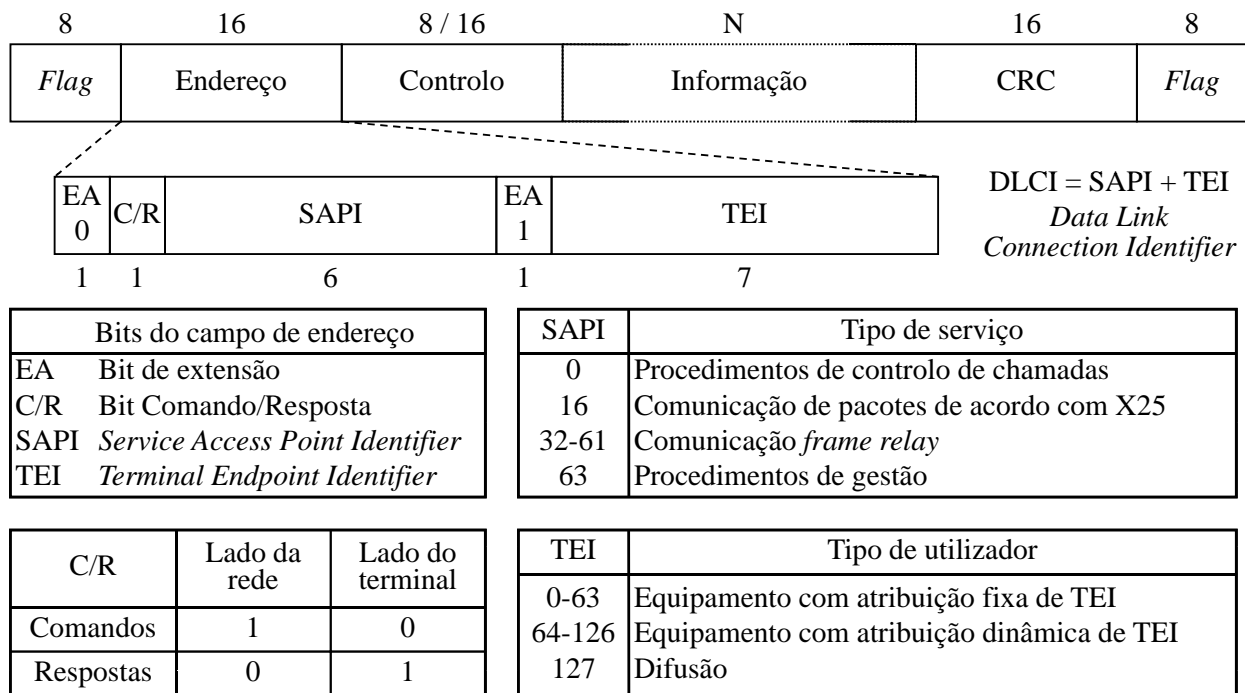 8 16 8 / 16 N 16 8
Flag Endereço Controlo Informação CRC Flag
EA 0 C/R SAPI EA 1 TEI
1 1 6 1 7
DLCI = SAPI + TEI
Data Link
Connection Identifier
Bits do campo de endereço
EA Bit de extensão
C/R Bit Comando/Resposta
SAPI Service Access Point Identifier
TEI Terminal Endpoint Identifier
SAPI Tipo de serviço
0 Procedimentos de controlo de chamadas
16 Comunicação de pacotes de acordo com X25
32-61 Comunicação frame relay
63 Procedimentos de gestão
C/R Lado da rede Lado do terminal
Comandos 1 0
Respostas 0 1
TEI Tipo de utilizador
0-63 Equipamento com atribuição fixa de TEI
64-126 Equipamento com atribuição dinâmica de TEI
127 Difusão